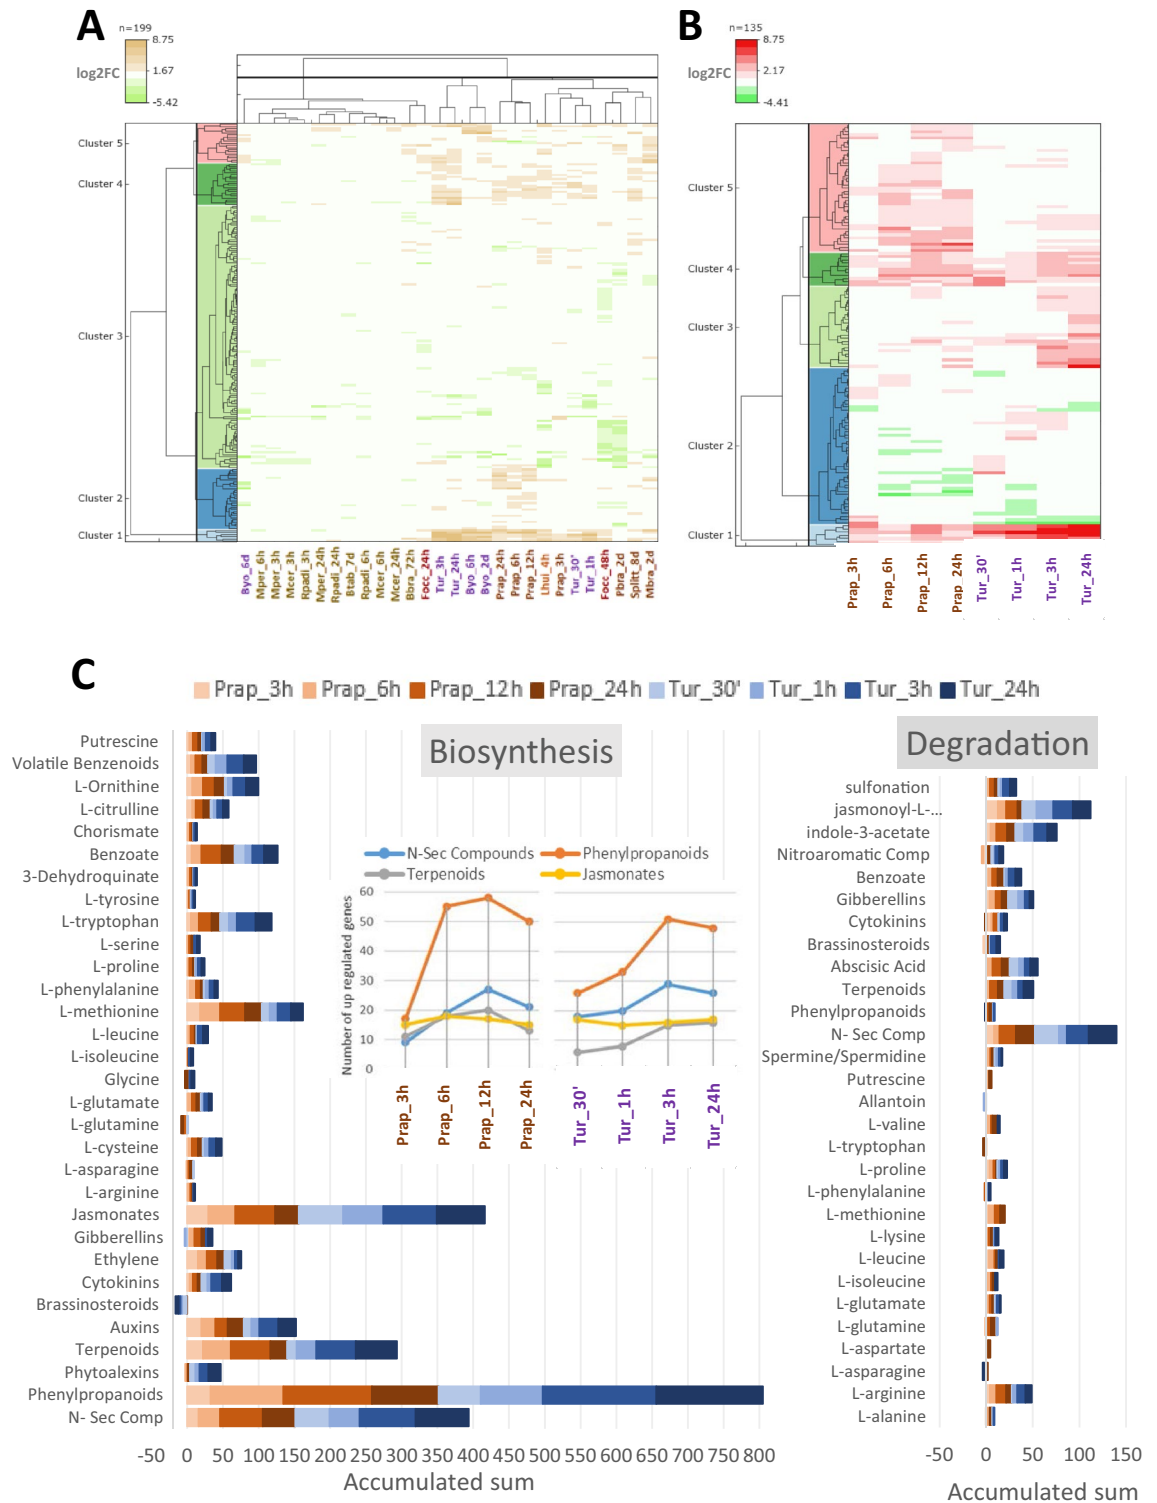 A
n=199
8.75
log2FC
1.67
-5.42
Cluster 5
Cluster 4
Cluster 3
Cluster 2
Cluster 1
Byo_6d
Mper_6h
Mper_3h
Mcer_3h
Rpadi_3h
Mper_24h
Rpadi_24h
Btab_7d
Rpadi_6h
Mcer_6h
Mcer_24h
Bbra_72h
Focc_24h
Tur_3h
Tur_24h
Byo_6h
Byo_2d
Prap_24h
Prap_6h
Prap_12h
Lhui_4h
Prap_3h
Tur_30'
Tur_1h
Focc_48h
Pbra_2d
Splitt_8d
Mbra_2d
B
n=135
8.75
log2FC
2.17
-4.41
Cluster 5
Cluster 4
Cluster 3
Cluster 2
Cluster 1
Prap_3h
Prap_6h
Prap_12h
Prap_24h
Tur_30'
Tur_1h
Tur_3h
Tur_24h
C
Prap_3h Prap_6h Prap_12h Prap_24h Tur_30' Tur_1h Tur_3h Tur_24h
Biosynthesis
Putrescine
Volatile Benzenoids
L-Ornithine
L-citrulline
Chorismate
Benzoate
3-Dehydroquinate
L-tyrosine
L-tryptophan
L-serine
L-proline
L-phenylalanine
L-methionine
L-leucine
L-isoleucine
Glycine
L-glutamate
L-glutamine
L-cysteine
L-asparagine
L-arginine
Jasmonates
Gibberellins
Ethylene
Cytokinins
Brassinosteroids
Auxins
Terpenoids
Phytoalexins
Phenylpropanoids
N- Sec Comp
-50 0 50 100 150 200 250 300 350 400 450 500 550 600 650 700 750 800
Accumulated sum
N-Sec Compounds Phenylpropanoids
Terpenoids Jasmonates
Number of up regulated genes
60
50
40
30
20
10
0
Prap_3h
Prap_6h
Prap_12h
Prap_24h
Tur_30'
Tur_1h
Tur_3h
Tur_24h
Degradation
sulfonation
jasmonoyl-L-...
indole-3-acetate
Nitroaromatic Comp
Benzoate
Gibberellins
Cytokinins
Brassinosteroids
Abscisic Acid
Terpenoids
Phenylpropanoids
N- Sec Comp
Spermine/Spermidine
Putrescine
Allantoin
L-valine
L-tryptophan
L-proline
L-phenylalanine
L-methionine
L-lysine
L-leucine
L-isoleucine
L-glutamate
L-glutamine
L-aspartate
L-asparagine
L-arginine
L-alanine
-50 0 50 100 150
Accumulated sum